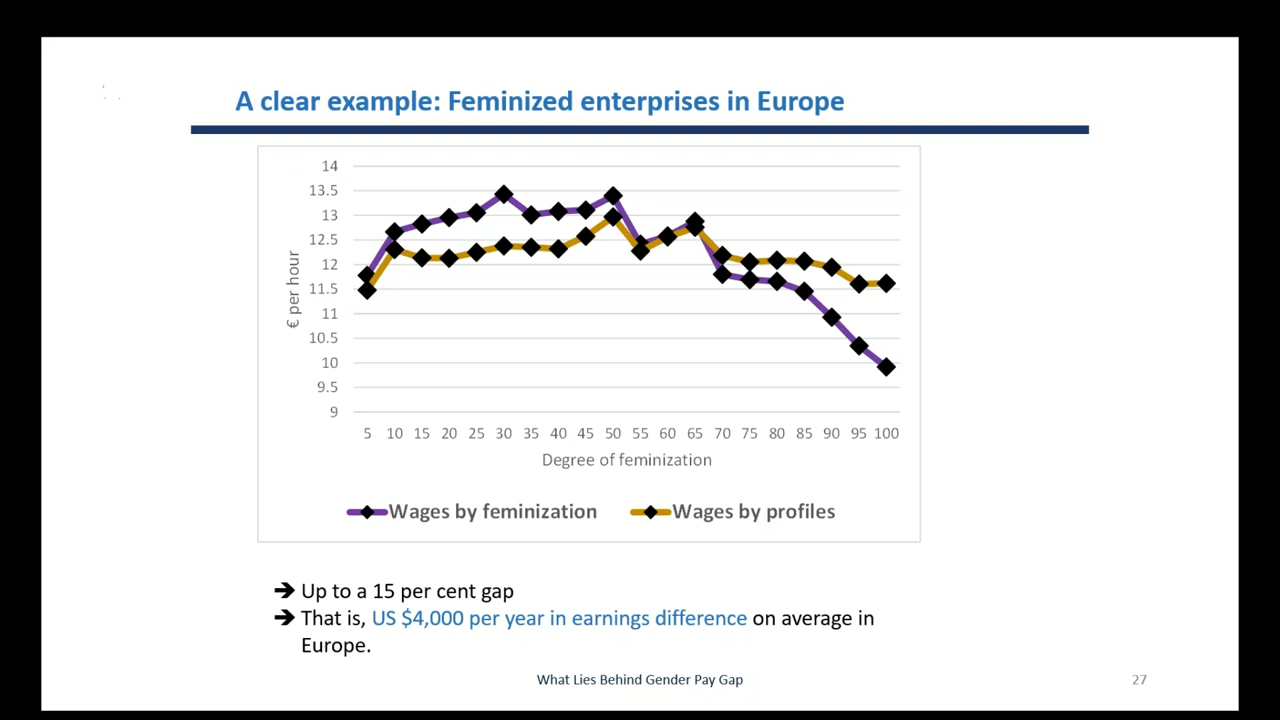 A clear example: Feminized enterprises in Europe
14
13.5
13
12.5
12
11.5
11
10.5
10
9.5
9
€ per hour
5 10 15 20 25 30 35 40 45 50 55 60 65 70 75 80 85 90 95 100
Degree of feminization
Wages by feminization Wages by profiles
➔ Up to a 15 per cent gap
➔ That is, US $4,000 per year in earnings difference on average in
Europe.
What Lies Behind Gender Pay Gap 27